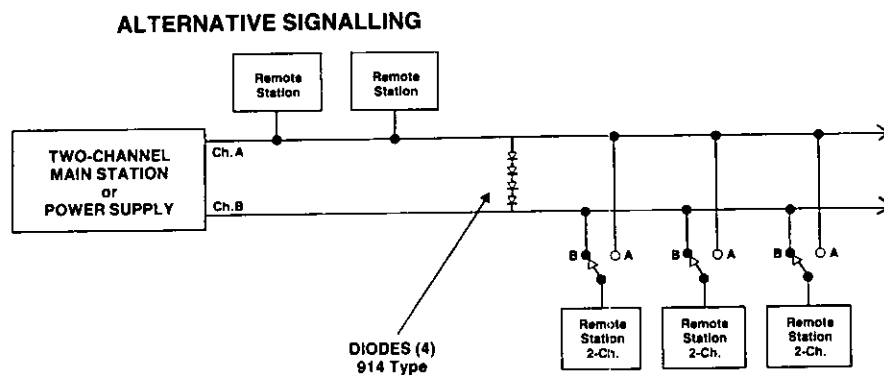 ALTERNATIVE SIGNALLING
Remote
Station
Remote
Station
TWO-CHANNEL
MAIN STATION
or
POWER SUPPLY
Ch. A
Ch. B
B
A
B
A
B
A
DIODES (4)
914 Type
Remote
Station
2-Ch.
Remote
Station
2-Ch.
Remote
Station
2-Ch.